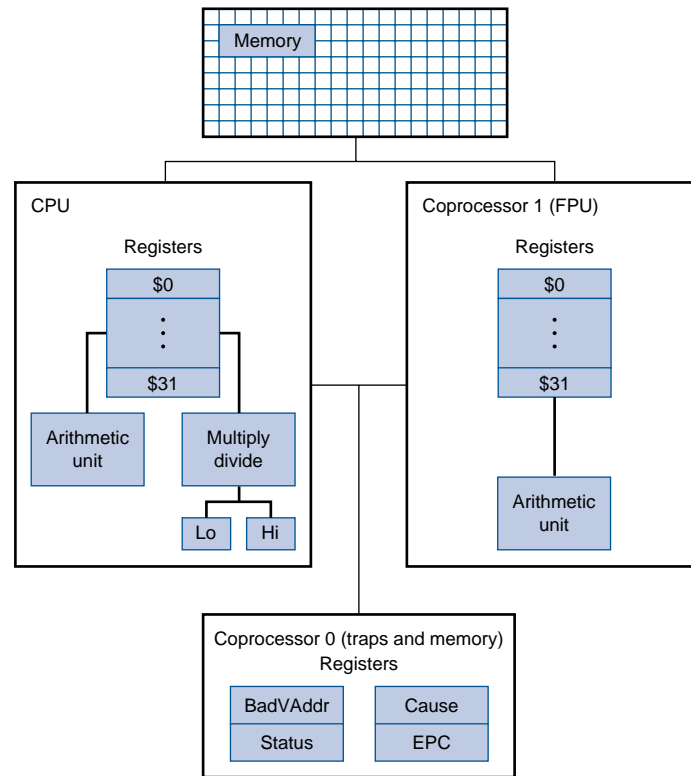 Memory
CPU
Registers
$0
$31
Arithmetic
unit
Multiply
divide
Lo
Hi
Coprocessor 1 (FPU)
Registers
$0
$31
Arithmetic
unit
Coprocessor 0 (traps and memory)
Registers
BadVAddr
Cause
Status
EPC